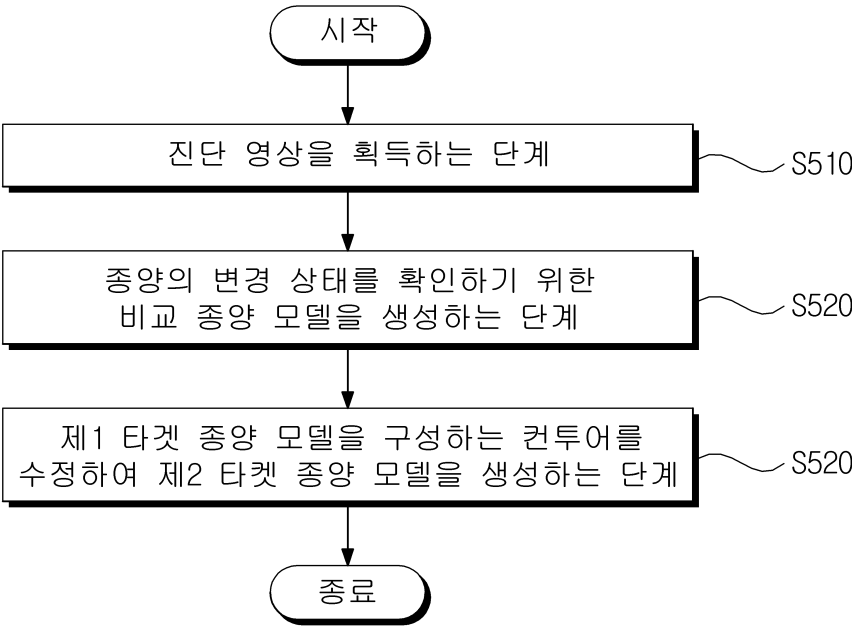 시작
진단 영상을 획득하는 단계
S510
종양의 변경 상태를 확인하기 위한
비교 종양 모델을 생성하는 단계
S520
제1 타겟 종양 모델을 구성하는 컨투어를
수정하여 제2 타켓 종양 모델을 생성하는 단계
S520
종료